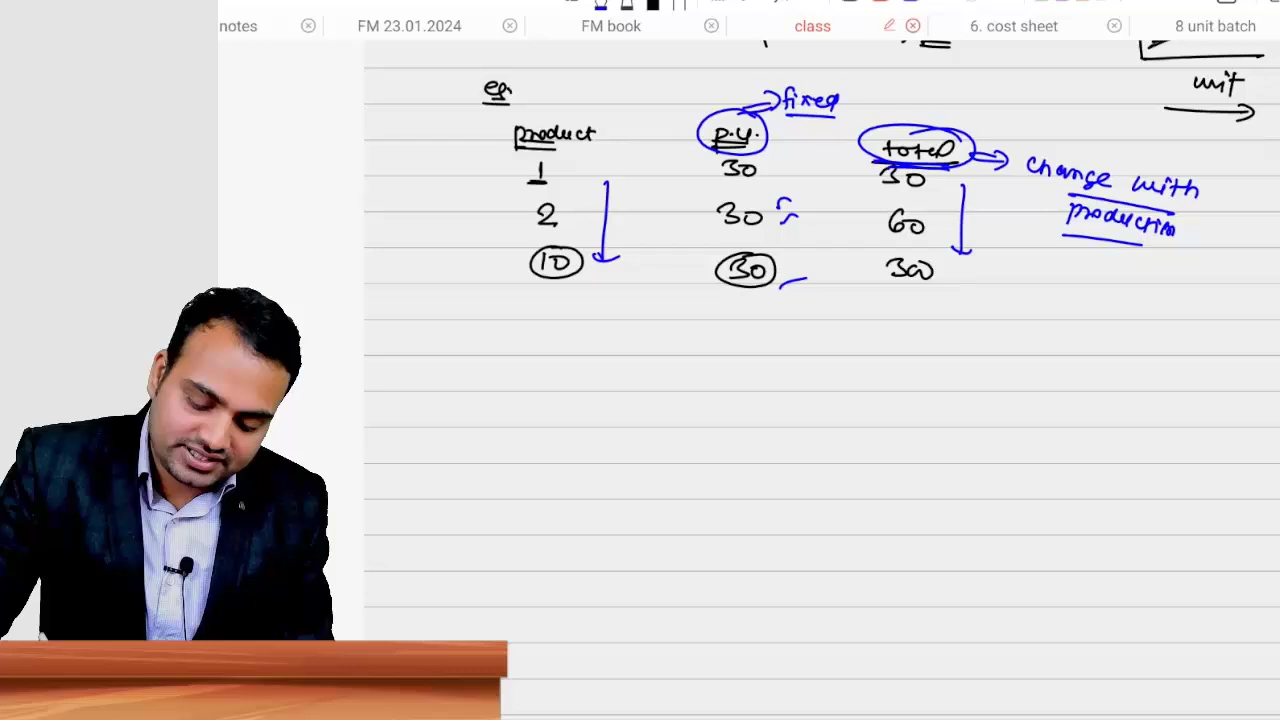 notes FM 23.01.2024 FM book class 6. cost sheet 8 unit batch
unit
eg.
fixed
product p.u. total
change with
production
1 30 30
2 30 60
10 30 300